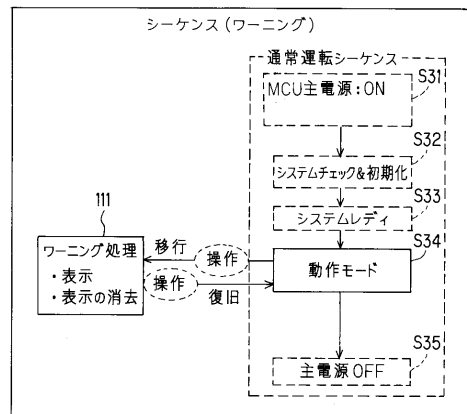 シーケンス(ワーニング)
通常運転シーケンス
S31
MCU主電源:ON
S32
システムチェック&初期化
S33
システムレディ
S34
111
移行
操作
ワーニング処理
・表示
・表示の消去
動作モード
操作
復旧
S35
主電源OFF